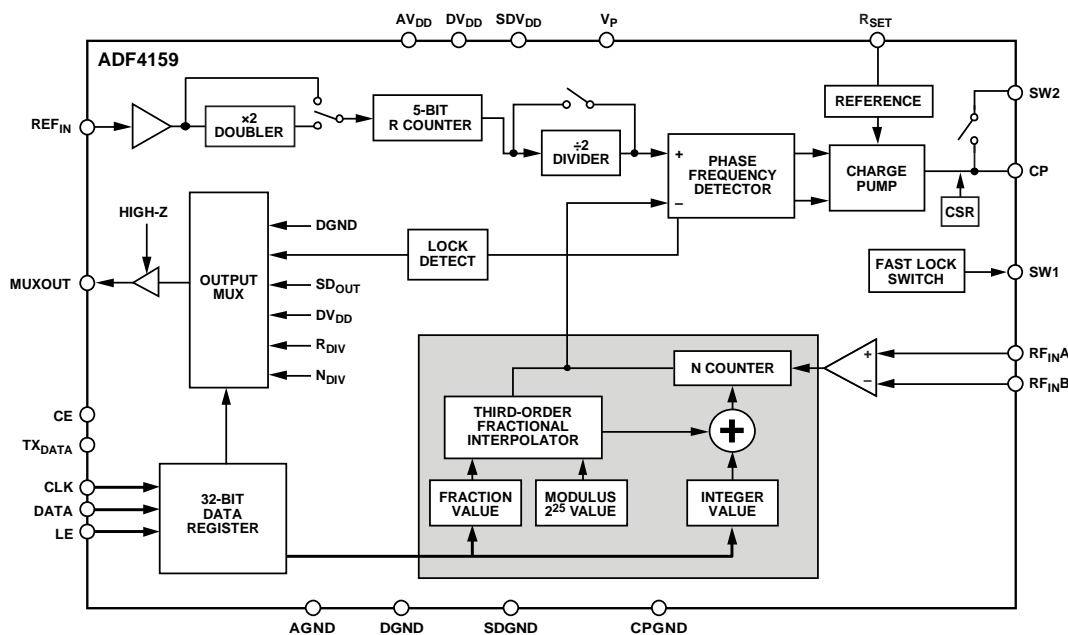 AVDD DVDD SDVDD VP RSET
ADF4159
REFIN
×2
DOUBLER
5-BIT
R COUNTER
÷2
DIVIDER
+
−
PHASE
FREQUENCY
DETECTOR
REFERENCE
CHARGE
PUMP
SW2
CP
CSR
HIGH-Z
MUXOUT
OUTPUT
MUX
DGND
LOCK
DETECT
SDOUT
DVDD
RDIV
NDIV
FAST LOCK
SWITCH
SW1
N COUNTER
+
−
RFINA
RFINB
THIRD-ORDER
FRACTIONAL
INTERPOLATOR
+
CE
TXDATA
CLK
DATA
LE
32-BIT
DATA
REGISTER
FRACTION
VALUE
MODULUS
2²⁵ VALUE
INTEGER
VALUE
AGND DGND SDGND CPGND